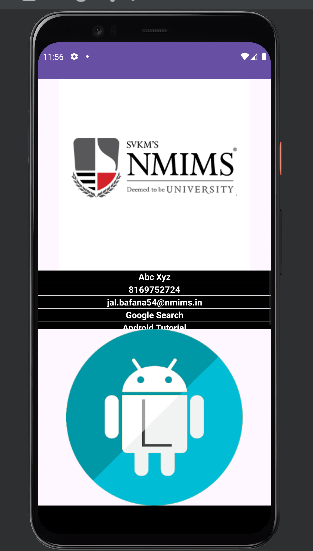 11:56
SVKM'S
NMIMS®
Deemed to be UNIVERSITY
Abc Xyz
8169752724
jal.bafana54@nmims.in
Google Search
Android Tutorial
L